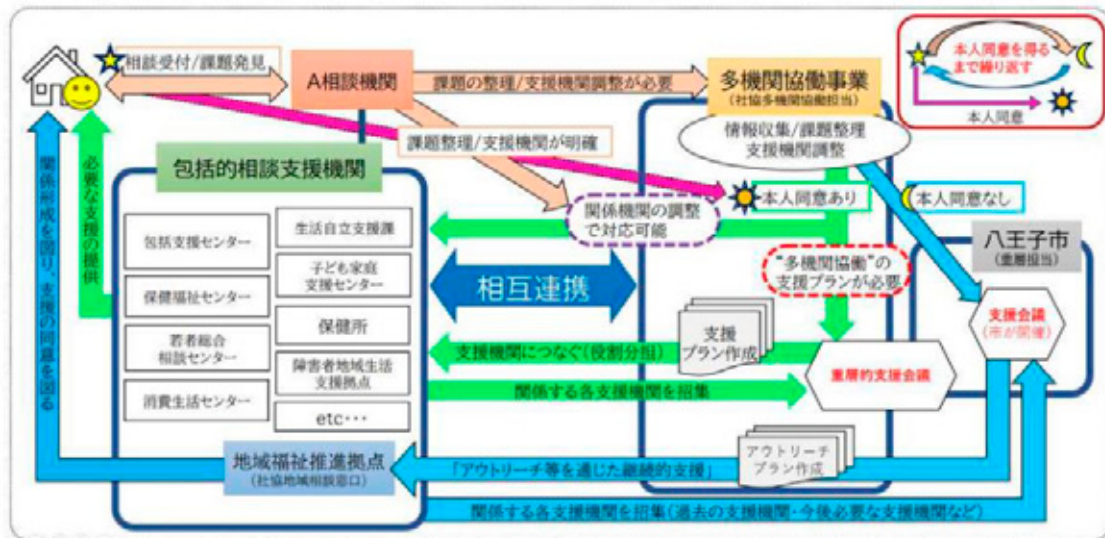 相談受付/課題発見
A相談機関
課題の整理/支援機関調整が必要
多機関協働事業
(社協多機関協働担当)
本人同意を得る
まで繰り返す
本人同意
情報収集/課題整理
支援機関調整
課題整理/支援機関が明確
包括的相談支援機関
関係機関の調整
で対応可能
本人同意あり
本人同意なし
八王子市
(重層担当)
包括支援センター
保健福祉センター
若者総合
相談センター
消費生活センター
生活自立支援課
子ども家庭
支援センター
保健所
障害者地域生活
支援拠点
etc・・・
相互連携
“多機関協働”の
支援プランが必要
支援会議
(市が開催)
支援
プラン作成
支援機関につなぐ(役割分担)
重層的支援会議
関係する各支援機関を招集
関係形成を図り、支援の同意を図る
必要な支援の提供
地域福祉推進拠点
(社協地域相談窓口)
「アウトリーチ等を通じた継続的支援」
アウトリーチ
プラン作成
関係する各支援機関を招集(過去の支援機関・今後必要な支援機関など)